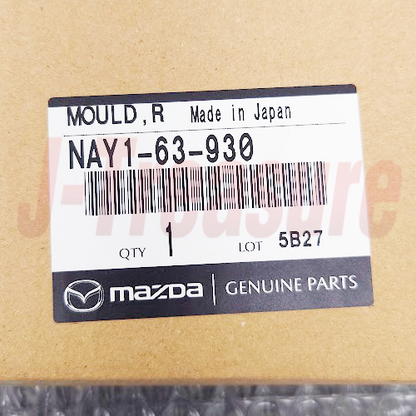 MOULD,R Made in Japan
NAY1-63-930
J-Treasure
QTY 1 LOT 5B27
mazda GENUINE PARTS